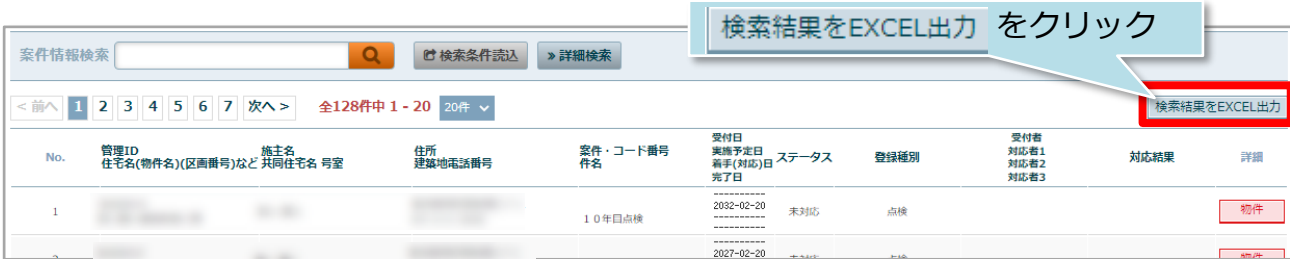 検索結果をEXCEL出力 をクリック
案件情報検索 検索条件読込 » 詳細検索
< 前へ 1 2 3 4 5 6 7 次へ > 全128件中 1 - 20 20件
検索結果をEXCEL出力
No.
管理ID
住宅名(物件名)(区画番号)など
施主名
共同住宅名 号室
住所
建築地電話番号
案件・コード番号
件名
受付日
実施予定日
着手(対応)日
完了日
ステータス
登録種別
受付者
対応者1
対応者2
対応者3
対応結果
詳細
1
10年目点検
----------
2032-02-20
----------
----------
未対応
点検
物件
----------
2027-02-20